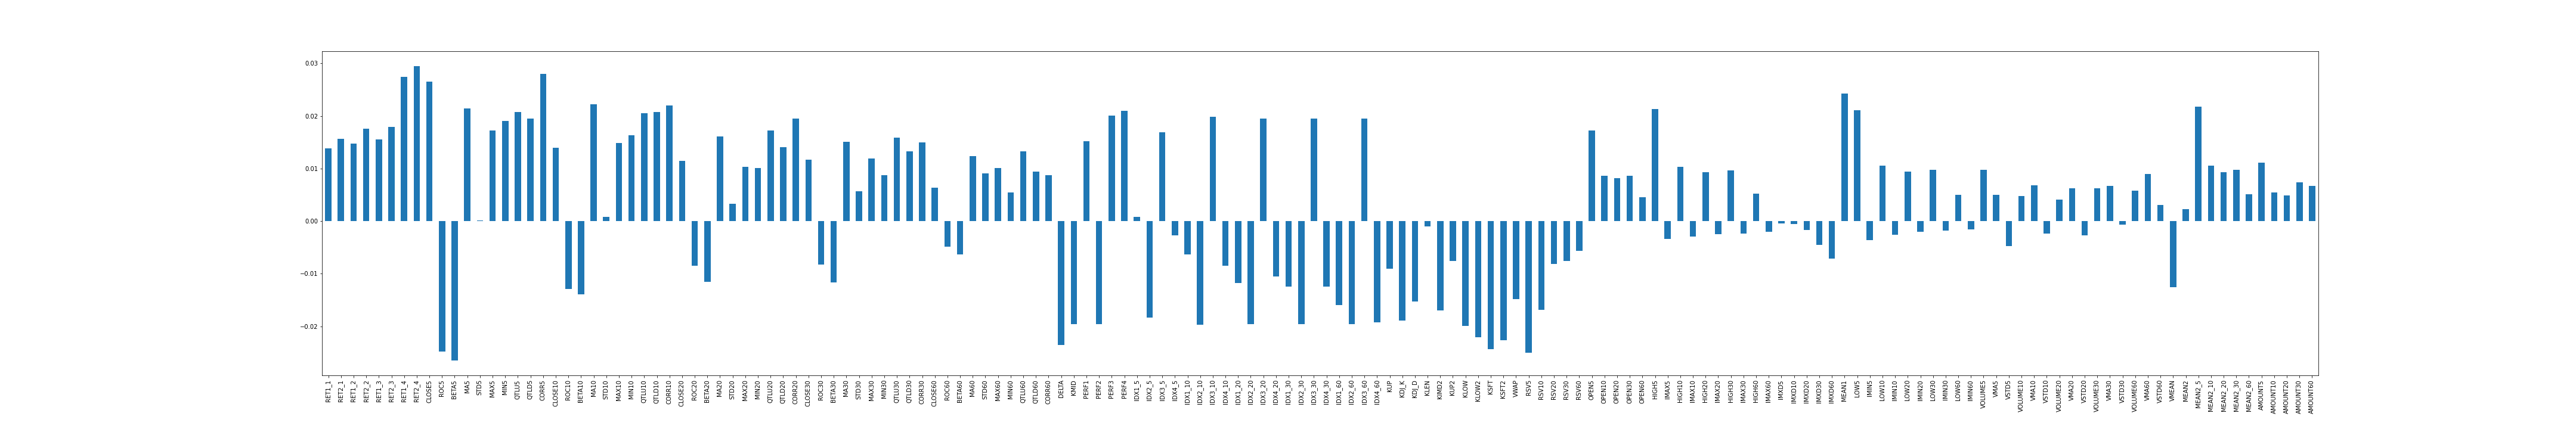 0.03
0.02
0.01
0.00
−0.01
−0.02
RET1_1
RET2_1
RET1_2
RET2_2
RET1_3
RET2_3
RET1_4
RET2_4
CLOSE5
ROC5
BETA5
MA5
STD5
MAX5
MIN5
QTLU5
QTLD5
CORR5
CLOSE10
ROC10
BETA10
MA10
STD10
MAX10
MIN10
QTLU10
QTLD10
CORR10
CLOSE20
ROC20
BETA20
MA20
STD20
MAX20
MIN20
QTLU20
QTLD20
CORR20
CLOSE30
ROC30
BETA30
MA30
STD30
MAX30
MIN30
QTLU30
QTLD30
CORR30
CLOSE60
ROC60
BETA60
MA60
STD60
MAX60
MIN60
QTLU60
QTLD60
CORR60
DELTA
KMID
PERF1
PERF2
PERF3
PERF4
IDX1_5
IDX2_5
IDX3_5
IDX4_5
IDX1_10
IDX2_10
IDX3_10
IDX4_10
IDX1_20
IDX2_20
IDX3_20
IDX4_20
IDX1_30
IDX2_30
IDX3_30
IDX4_30
IDX1_60
IDX2_60
IDX3_60
IDX4_60
KUP
KDJ_K
KDJ_D
KLEN
KIMD2
KUP2
KLOW
KLOW2
KSFT
KSFT2
VWAP
RSV5
RSV10
RSV20
RSV30
RSV60
OPEN5
OPEN10
OPEN20
OPEN30
OPEN60
HIGH5
IMAX5
HIGH10
IMAX10
HIGH20
IMAX20
HIGH30
IMAX30
HIGH60
IMAX60
IMXD5
IMXD10
IMXD20
IMXD30
IMXD60
MEAN1
LOW5
IMIN5
LOW10
IMIN10
LOW20
IMIN20
LOW30
IMIN30
LOW60
IMIN60
VOLUME5
VMA5
VSTD5
VOLUME10
VMA10
VSTD10
VOLUME20
VMA20
VSTD20
VOLUME30
VMA30
VSTD30
VOLUME60
VMA60
VSTD60
VMEAN
MEAN2
MEAN2_5
MEAN2_10
MEAN2_20
MEAN2_30
MEAN2_60
AMOUNT5
AMOUNT10
AMOUNT20
AMOUNT30
AMOUNT60